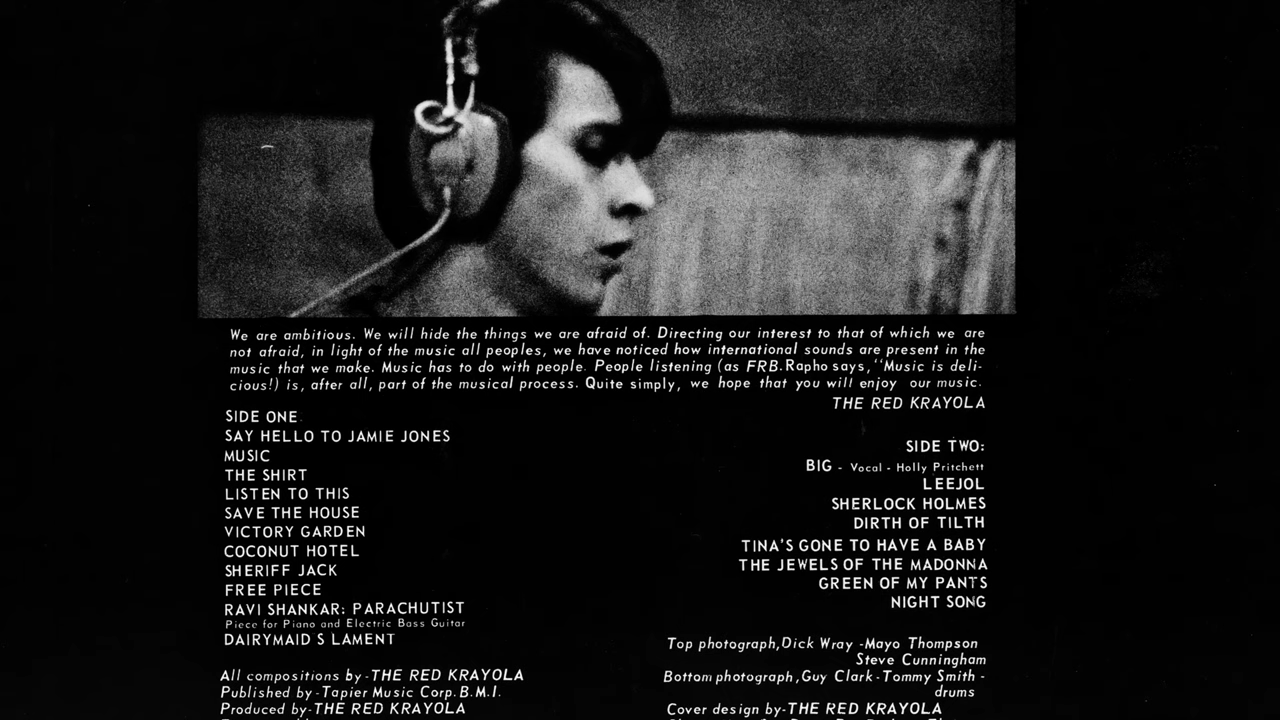 We are ambitious. We will hide the things we are afraid of. Directing our interest to that of which we are
not afraid, in light of the music all peoples, we have noticed how international sounds are present in the
music that we make. Music has to do with people. People listening (as FRB. Rapho says, "Music is deli-
cious!) is, after all, part of the musical process. Quite simply, we hope that you will enjoy our music.
THE RED KRAYOLA
SIDE ONE
SAY HELLO TO JAMIE JONES
MUSIC
THE SHIRT
LISTEN TO THIS
SAVE THE HOUSE
VICTORY GARDEN
COCONUT HOTEL
SHERIFF JACK
FREE PIECE
RAVI SHANKAR: PARACHUTIST
Piece for Piano and Electric Bass Guitar
DAIRYMAID S LAMENT
All compositions by - THE RED KRAYOLA
Published by - Tapier Music Corp. B.M.I.
Produced by - THE RED KRAYOLA
SIDE TWO:
BIG - Vocal - Holly Pritchett
LEEJOL
SHERLOCK HOLMES
DIRTH OF TILTH
TINA'S GONE TO HAVE A BABY
THE JEWELS OF THE MADONNA
GREEN OF MY PANTS
NIGHT SONG
Top photograph, Dick Wray - Mayo Thompson
Steve Cunningham
Bottom photograph, Guy Clark - Tommy Smith -
drums
Cover design by - THE RED KRAYOLA